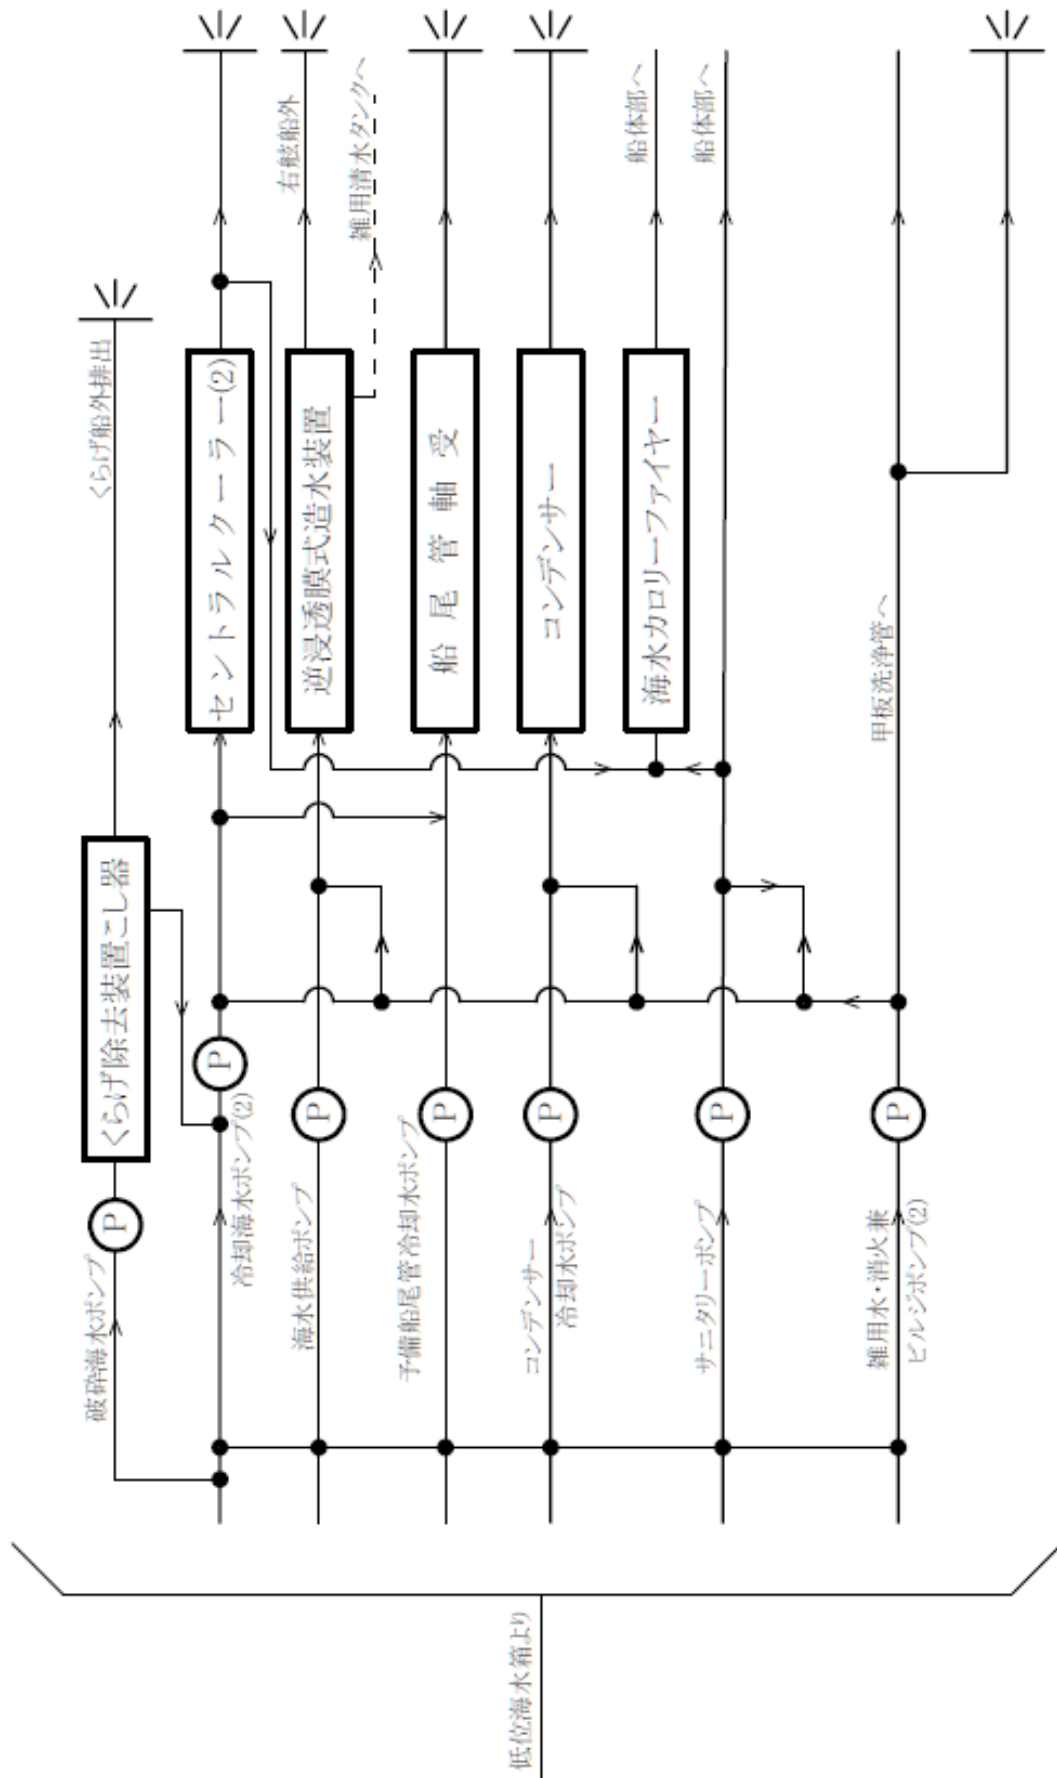 低位海水箱より
破砕海水ポンプ
P
くらげ除去装置こし器
くらげ船外排出
冷却海水ポンプ(2)
P
セントラルクーラー(2)
海水供給ポンプ
P
逆浸透膜式造水装置
右舷船外
雑用清水タンクへ
予備船尾管冷却水ポンプ
P
船尾管軸受
コンデンサー
冷却水ポンプ
P
コンデンサー
海水カロリーファイヤー
船体部へ
サニタリーポンプ
P
船体部へ
雑用水・消火兼
ビルジポンプ(2)
P
甲板洗浄管へ